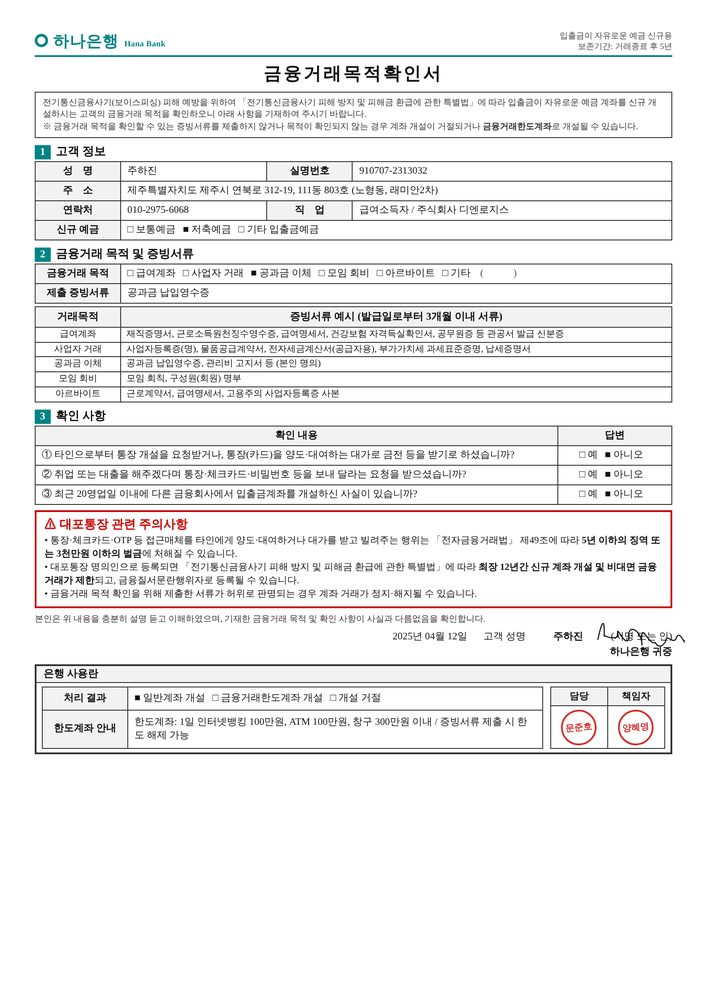 하나은행 Hana Bank
입출금이 자유로운 예금 신규용
보존기간: 거래종료 후 5년
금융거래목적확인서
전기통신금융사기(보이스피싱) 피해 예방을 위하여 「전기통신금융사기 피해 방지 및 피해금 환급에 관한 특별법」에 따라 입출금이 자유로운 예금 계좌를 신규 개
설하시는 고객의 금융거래 목적을 확인하오니 아래 사항을 기재하여 주시기 바랍니다.
※ 금융거래 목적을 확인할 수 있는 증빙서류를 제출하지 않거나 목적이 확인되지 않는 경우 계좌 개설이 거절되거나 금융거래한도계좌로 개설될 수 있습니다.
1 고객 정보
성 명 주하진 실명번호 910707-2313032
주 소 제주특별자치도 제주시 연북로 312-19, 111동 803호 (노형동, 래미안2차)
연락처 010-2975-6068 직 업 급여소득자 / 주식회사 디엔로지스
신규 예금 □ 보통예금 ■ 저축예금 □ 기타 입출금예금
2 금융거래 목적 및 증빙서류
금융거래 목적 □ 급여계좌 □ 사업자 거래 ■ 공과금 이체 □ 모임 회비 □ 아르바이트 □ 기타 ( )
제출 증빙서류 공과금 납입영수증
거래목적 증빙서류 예시 (발급일로부터 3개월 이내 서류)
급여계좌 재직증명서, 근로소득원천징수영수증, 급여명세서, 건강보험 자격득실확인서, 공무원증 등 관공서 발급 신분증
사업자 거래 사업자등록증(명), 물품공급계약서, 전자세금계산서(공급자용), 부가가치세 과세표준증명, 납세증명서
공과금 이체 공과금 납입영수증, 관리비 고지서 등 (본인 명의)
모임 회비 모임 회칙, 구성원(회원) 명부
아르바이트 근로계약서, 급여명세서, 고용주의 사업자등록증 사본
3 확인 사항
확인 내용 답변
① 타인으로부터 통장 개설을 요청받거나, 통장(카드)을 양도·대여하는 대가로 금전 등을 받기로 하셨습니까? □ 예 ■ 아니오
② 취업 또는 대출을 해주겠다며 통장·체크카드·비밀번호 등을 보내 달라는 요청을 받으셨습니까? □ 예 ■ 아니오
③ 최근 20영업일 이내에 다른 금융회사에서 입출금계좌를 개설하신 사실이 있습니까? □ 예 ■ 아니오
⚠ 대포통장 관련 주의사항
• 통장·체크카드·OTP 등 접근매체를 타인에게 양도·대여하거나 대가를 받고 빌려주는 행위는 「전자금융거래법」 제49조에 따라 5년 이하의 징역 또
는 3천만원 이하의 벌금에 처해질 수 있습니다.
• 대포통장 명의인으로 등록되면 「전기통신금융사기 피해 방지 및 피해금 환급에 관한 특별법」에 따라 최장 12년간 신규 계좌 개설 및 비대면 금융
거래가 제한되고, 금융질서문란행위자로 등록될 수 있습니다.
• 금융거래 목적 확인을 위해 제출한 서류가 허위로 판명되는 경우 계좌 거래가 정지·해지될 수 있습니다.
본인은 위 내용을 충분히 설명 듣고 이해하였으며, 기재한 금융거래 목적 및 확인 사항이 사실과 다름없음을 확인합니다.
2025년 04월 12일 고객 성명 주하진 (서명 또는 인)
하나은행 귀중
은행 사용란
처리 결과 ■ 일반계좌 개설 □ 금융거래한도계좌 개설 □ 개설 거절
한도계좌 안내 한도계좌: 1일 인터넷뱅킹 100만원, ATM 100만원, 창구 300만원 이내 / 증빙서류 제출 시 한
도 해제 가능
담당 책임자
문준호 양혜영